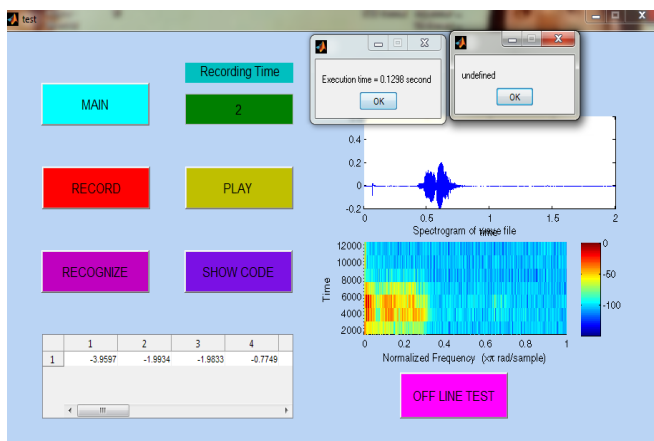 test
Recording Time
2
MAIN
RECORD
PLAY
RECOGNIZE
SHOW CODE
1 2 3 4
1 -3.9597 -1.9934 -1.9833 -0.7749
Execution time = 0.1298 second
OK
undefined
OK
0.4
0.2
0
-0.2
0 0.5 1 1.5 2
time
Spectrogram of wave file
12000
10000
8000
6000
4000
2000
Time
0 0.2 0.4 0.6 0.8 1
Normalized Frequency (×π rad/sample)
0
-50
-100
OFF LINE TEST